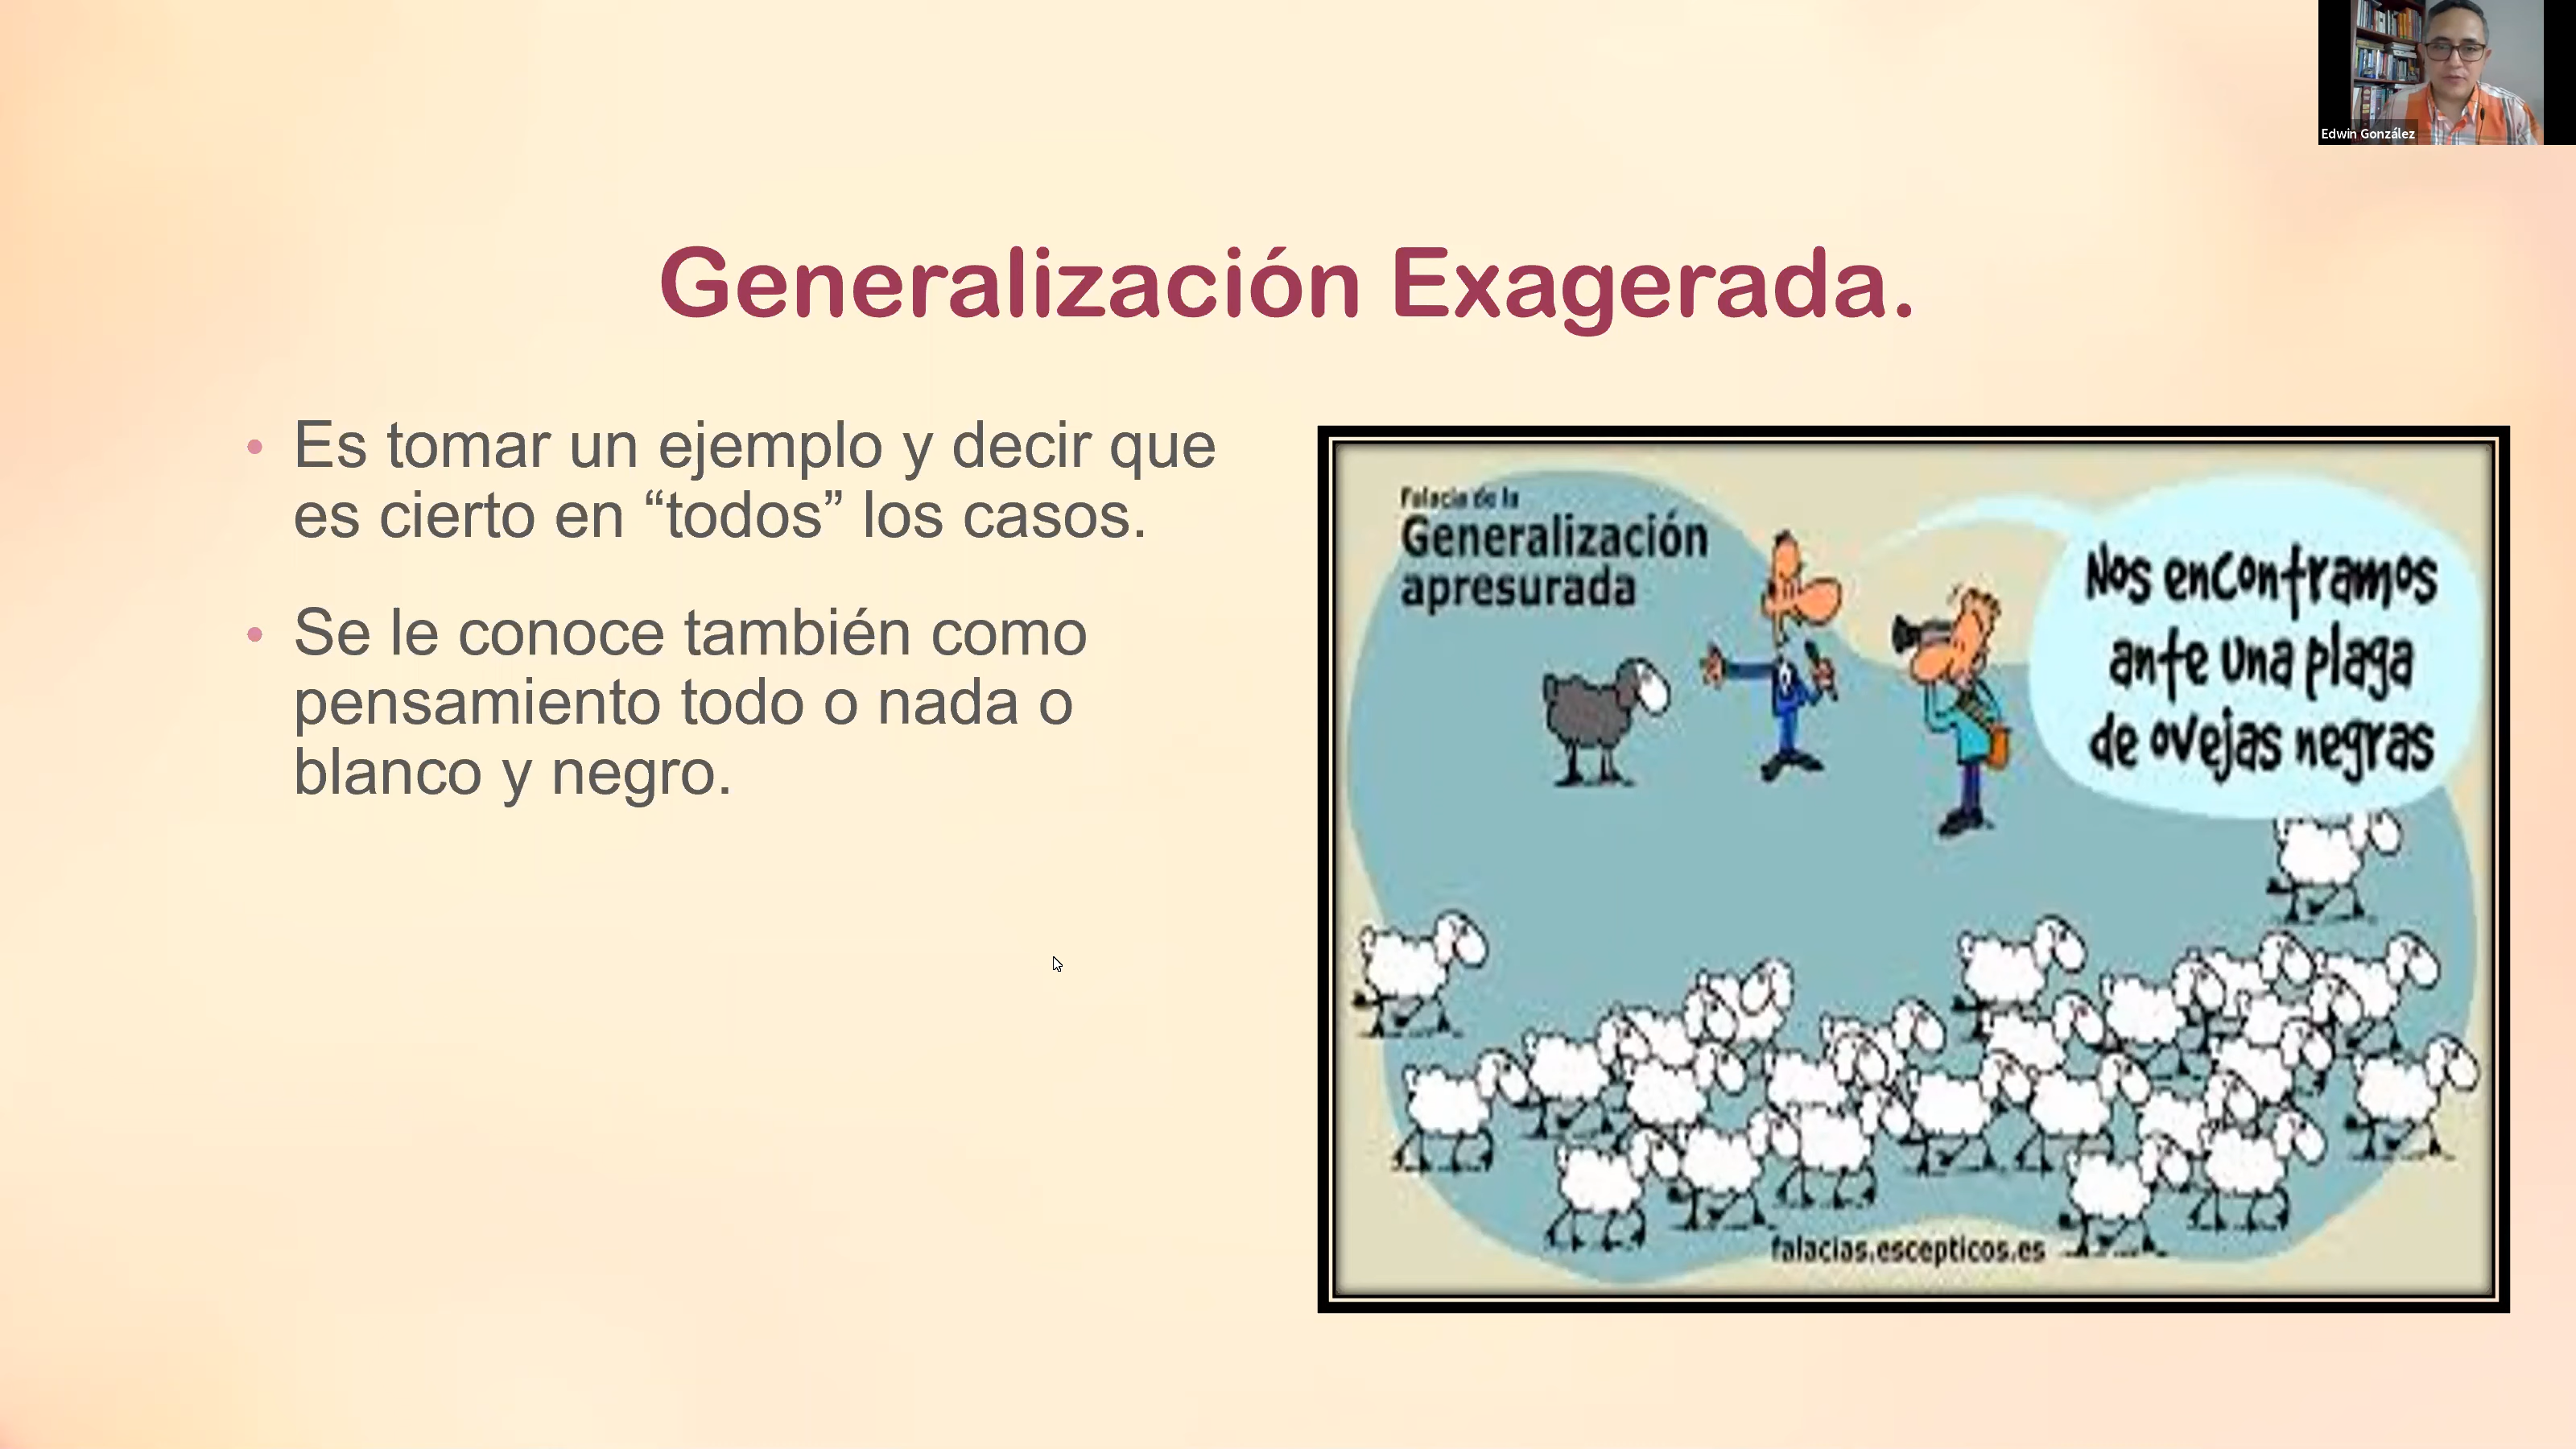 Edwin González
Generalización Exagerada.
• Es tomar un ejemplo y decir que
es cierto en “todos” los casos.
• Se le conoce también como
pensamiento todo o nada o
blanco y negro.
Falacia de la
Generalización
apresurada
Nos encontramos
ante una plaga
de ovejas negras
falacias.escepticos.es